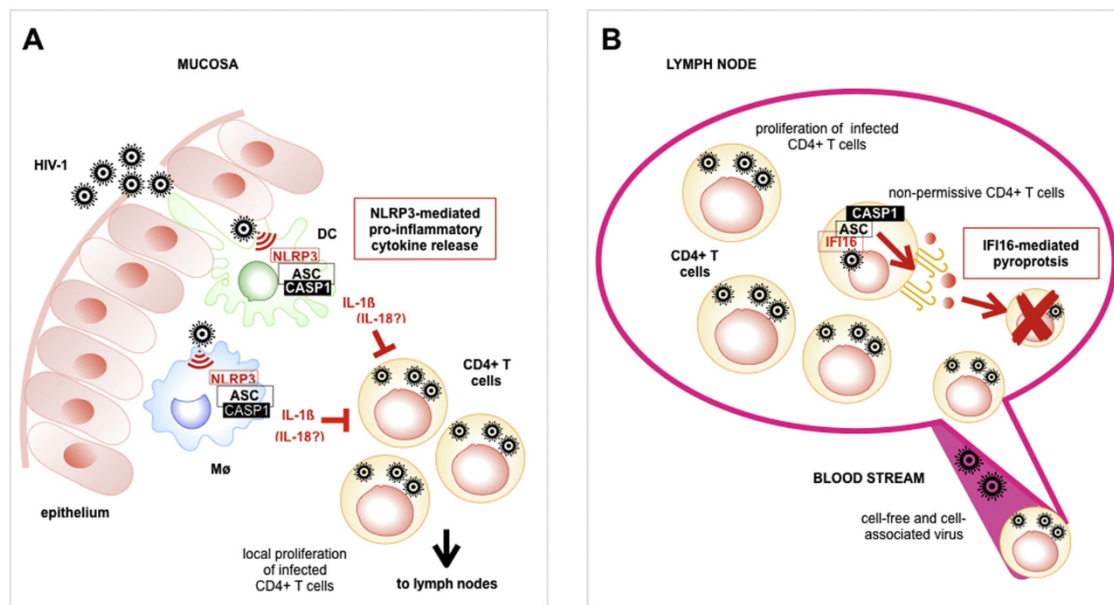 A
MUCOSA
HIV-1
DC
NLRP3-mediated
pro-inflammatory
cytokine release
NLRP3
ASC
CASP1
IL-1ß
(IL-18?)
NLRP3
ASC
CASP1
IL-1ß
(IL-18?)
CD4+ T
cells
Mø
epithelium
local proliferation
of infected
CD4+ T cells
to lymph nodes
B
LYMPH NODE
proliferation of infected
CD4+ T cells
non-permissive CD4+ T cells
CASP1
ASC
IFI16
IFI16-mediated
pyroprotsis
CD4+ T
cells
BLOOD STREAM
cell-free and cell-
associated virus